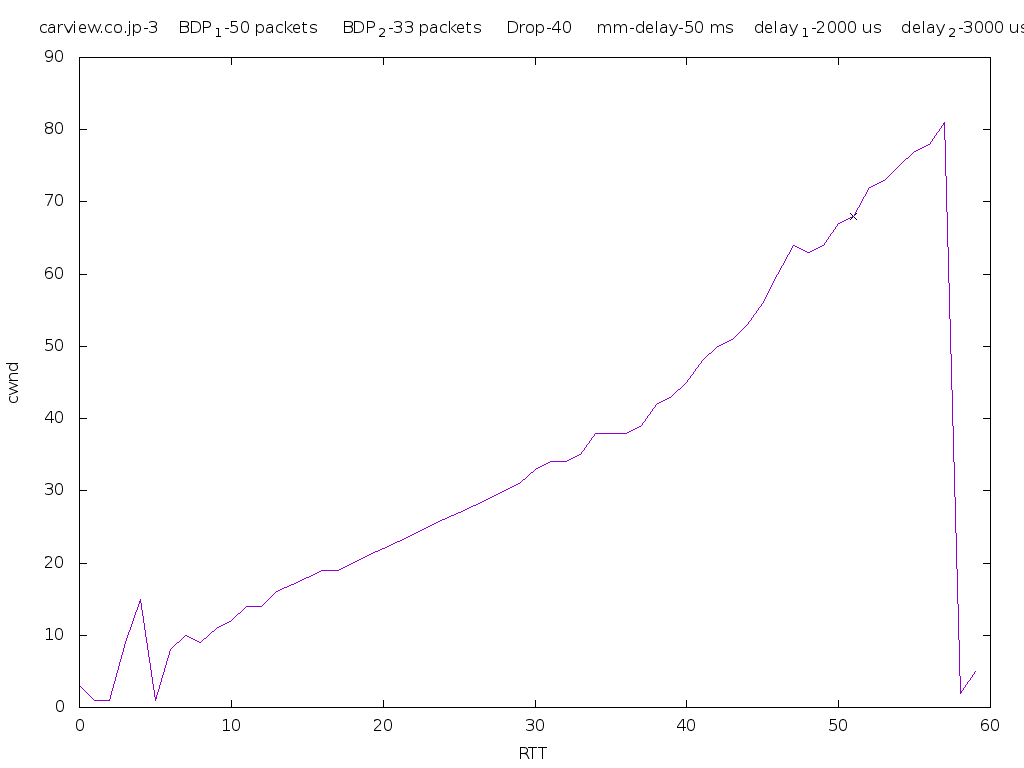 carview.co.jp-3 BDP1-50 packets BDP2-33 packets Drop-40 mm-delay-50 ms delay1-2000 us delay2-3000 us
90
80
70
60
50
40
30
20
10
0
cwnd
0 10 20 30 40 50 60
RTT